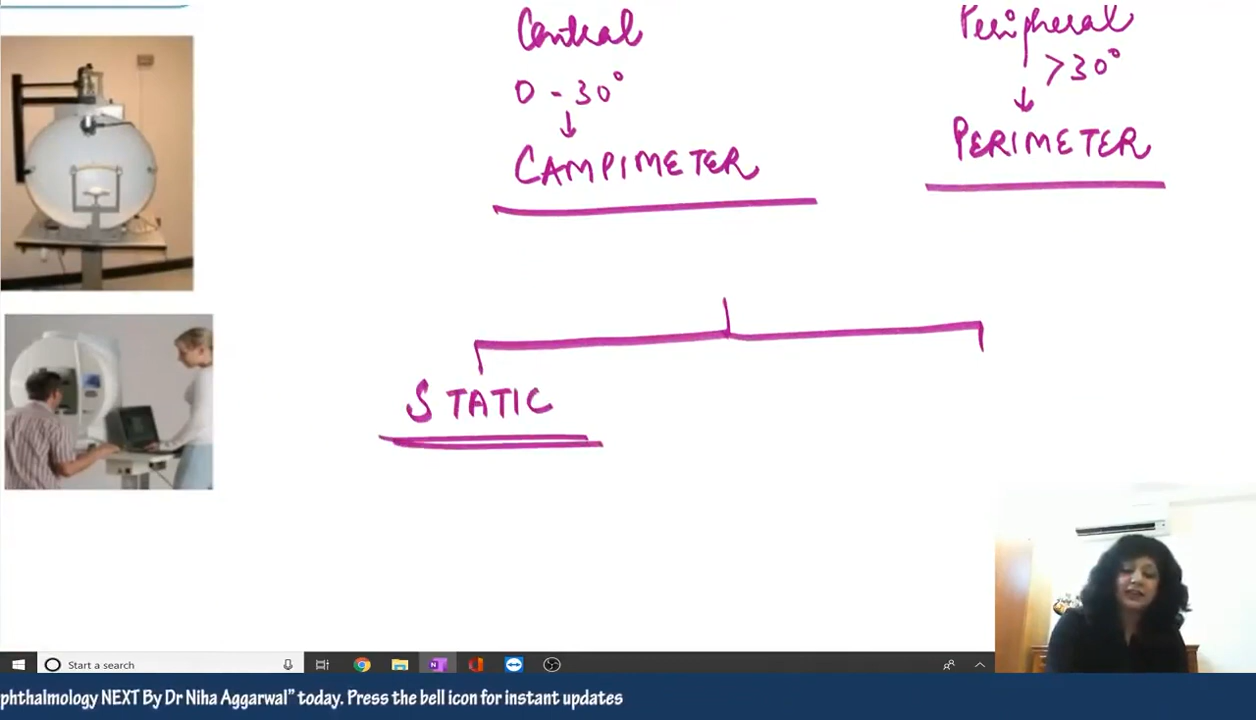 Central
0 - 30°
↓
CAMPIMETER
Peripheral
>30°
↓
PERIMETER
STATIC
Start a search
phthalmology NEXT By Dr Niha Aggarwal” today. Press the bell icon for instant updates